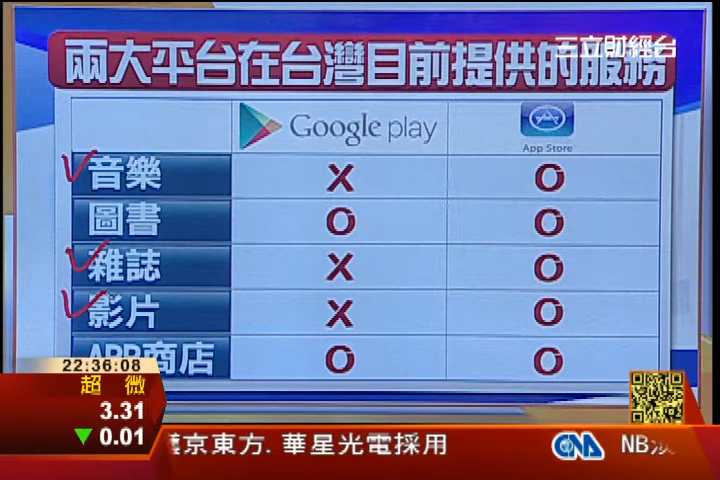 三立財經台
兩大平台在台灣目前提供的服務
Google play
App Store
音樂 X O
圖書 O O
雜誌 X O
影片 X O
APP商店 O O
22:36:08
超微
3.31
▼0.01
京東方. 華星光電採用
CNA NB